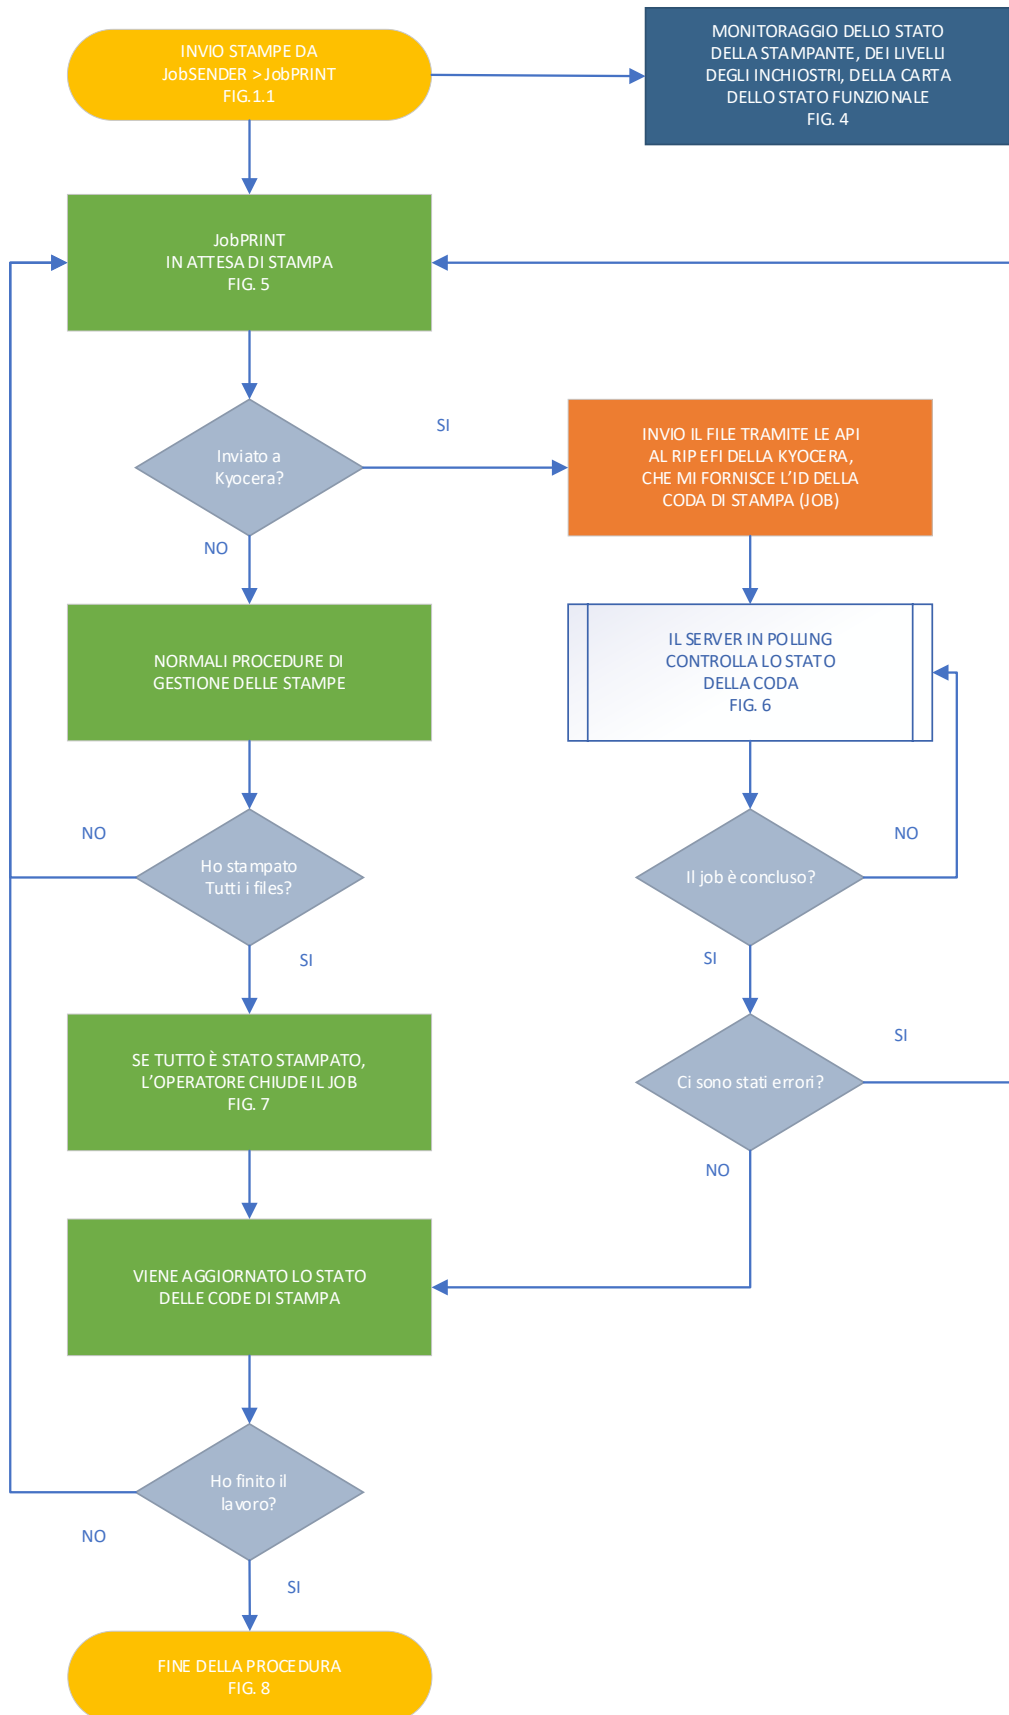 INVIO STAMPE DA
JobSENDER > JobPRINT
FIG.1.1
MONITORAGGIO DELLO STATO
DELLA STAMPANTE, DEI LIVELLI
DEGLI INCHIOSTRI, DELLA CARTA
DELLO STATO FUNZIONALE
FIG. 4
JobPRINT
IN ATTESA DI STAMPA
FIG. 5
Inviato a
Kyocera?
SI
NO
INVIO IL FILE TRAMITE LE API
AL RIP EFI DELLA KYOCERA,
CHE MI FORNISCE L'ID DELLA
CODA DI STAMPA (JOB)
NORMALI PROCEDURE DI
GESTIONE DELLE STAMPE
IL SERVER IN POLLING
CONTROLLA LO STATO
DELLA CODA
FIG. 6
NO
Ho stampato
Tutti i files?
SI
Il job è concluso?
NO
SI
SE TUTTO È STATO STAMPATO,
L'OPERATORE CHIUDE IL JOB
FIG. 7
Ci sono stati errori?
SI
NO
VIENE AGGIORNATO LO STATO
DELLE CODE DI STAMPA
Ho finito il
lavoro?
NO
SI
FINE DELLA PROCEDURA
FIG. 8